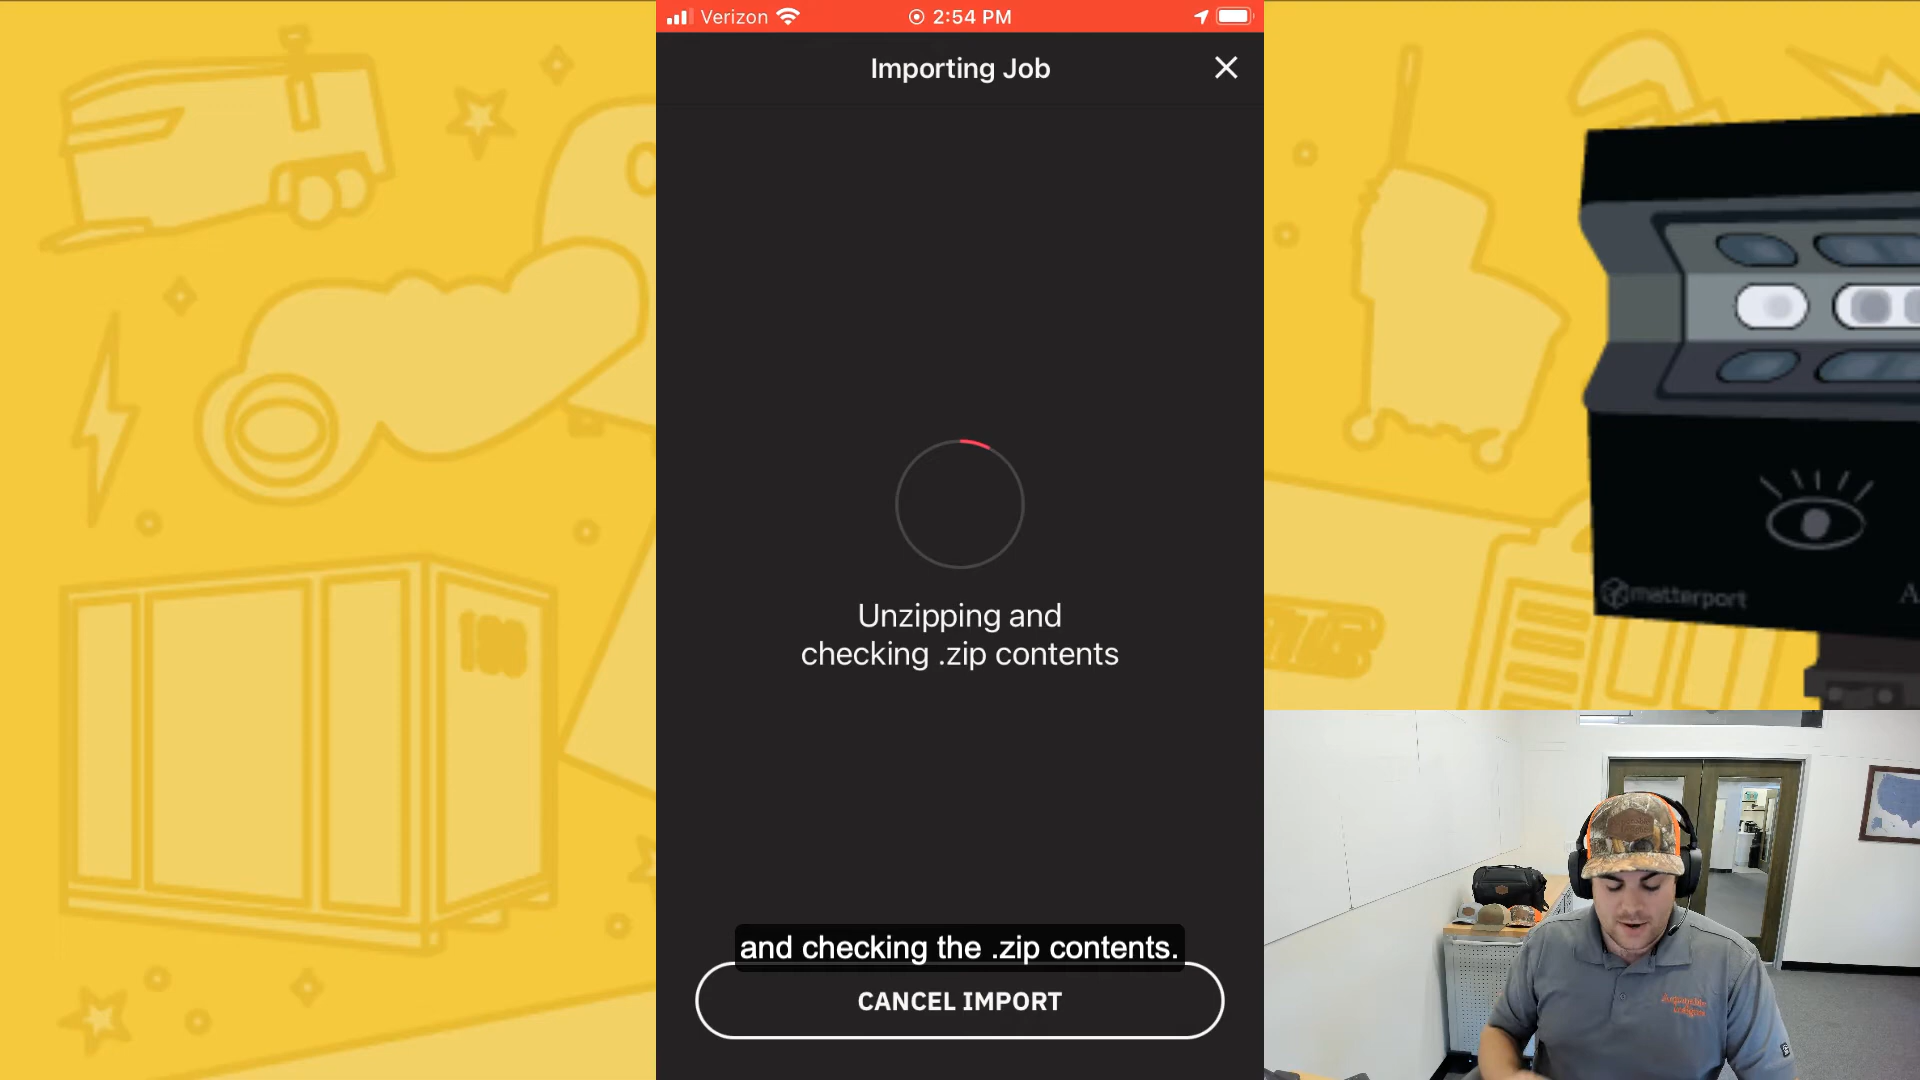 Verizon
2:54 PM
Importing Job
Unzipping and
checking .zip contents
and checking the .zip contents.
CANCEL IMPORT
matterport